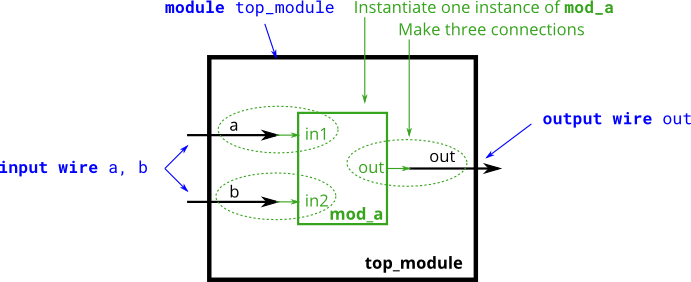 module top_module
Instantiate one instance of mod_a
Make three connections
output wire out
a
in1
out
out
input wire a, b
b
in2
mod_a
top_module